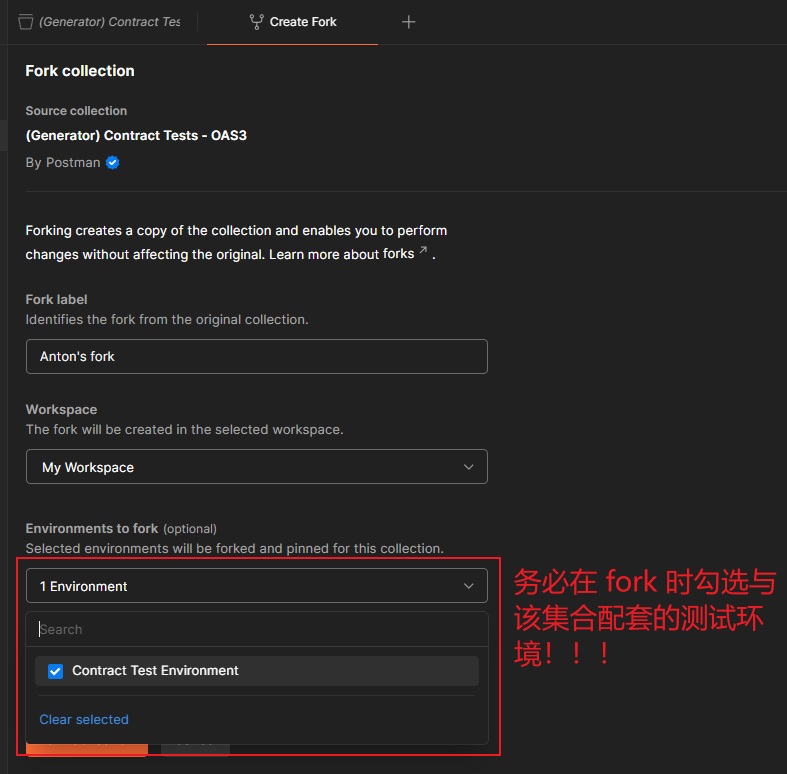 (Generator) Contract Tes
Create Fork
Fork collection
Source collection
(Generator) Contract Tests - OAS3
By Postman
Forking creates a copy of the collection and enables you to perform
changes without affecting the original. Learn more about forks ↗ .
Fork label
Identifies the fork from the original collection.
Anton's fork
Workspace
The fork will be created in the selected workspace.
My Workspace
Environments to fork (optional)
Selected environments will be forked and pinned for this collection.
1 Environment
Search
Contract Test Environment
Clear selected
务必在 fork 时勾选与
该集合配套的测试环
境！！！